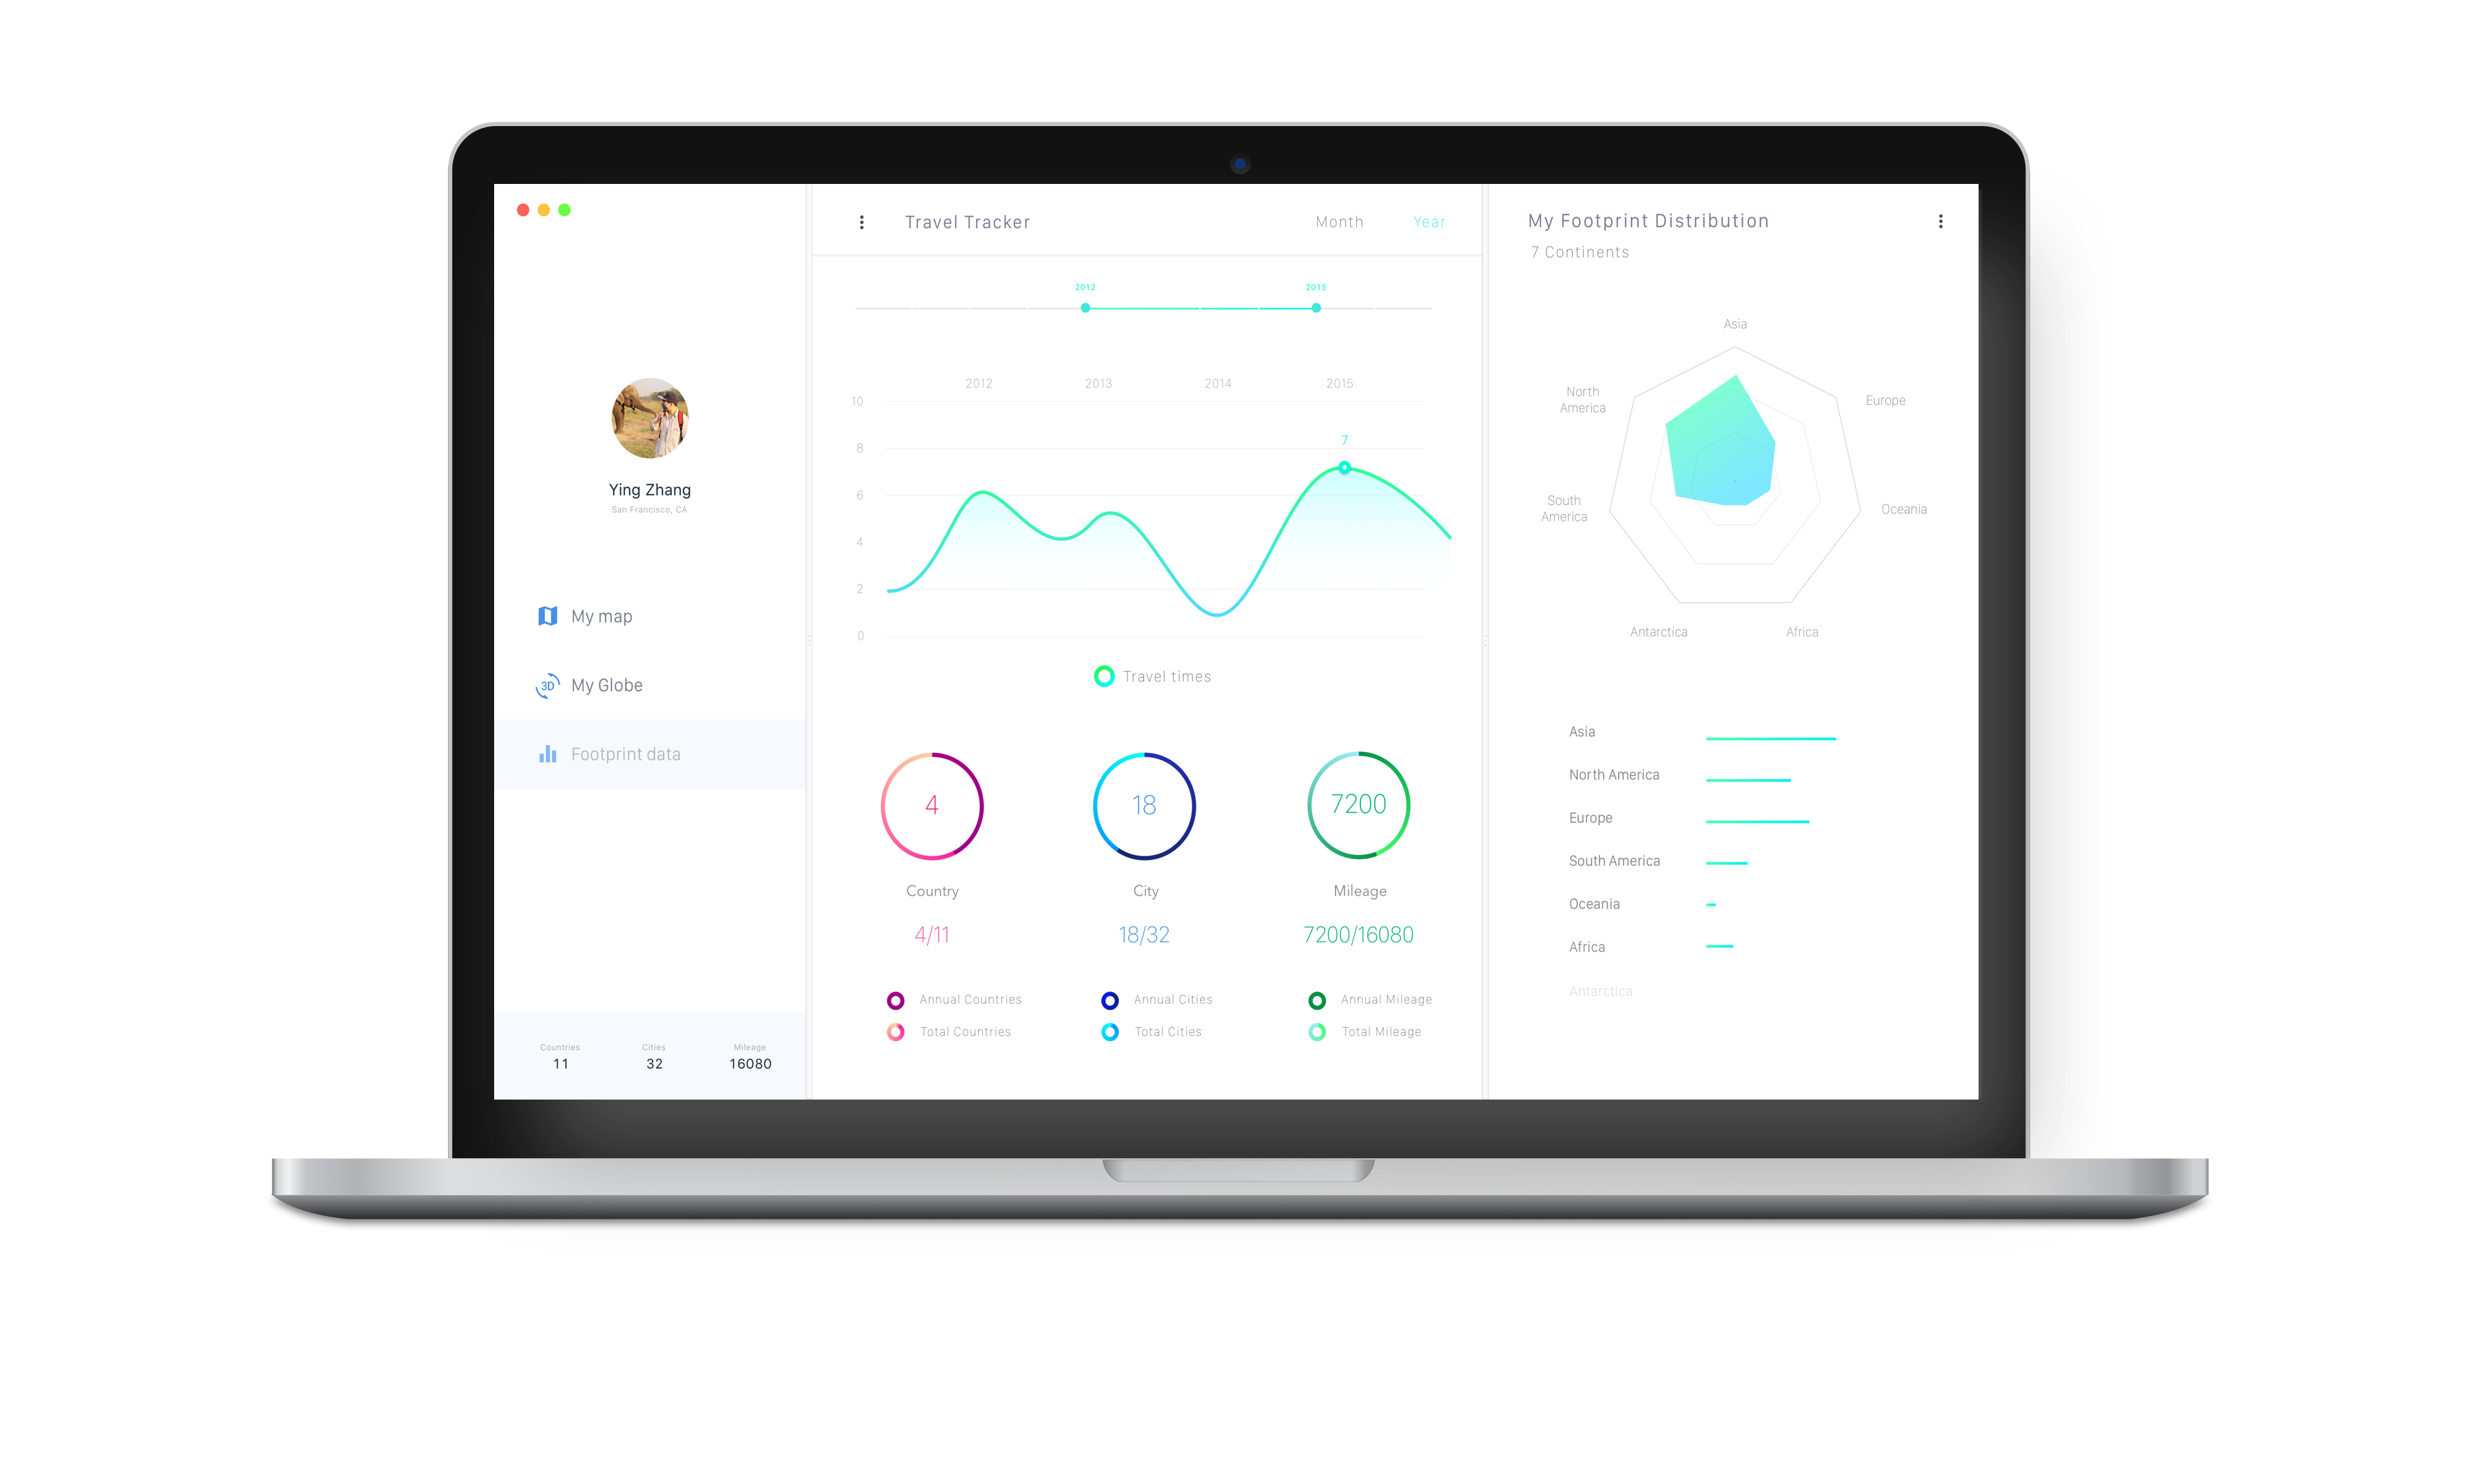 Ying Zhang
San Francisco, CA
My map
3D
My Globe
Footprint data
Countries
11
Cities
32
Mileage
16080
Travel Tracker
Month
Year
2012
2015
2012
2013
2014
2015
10
8
6
4
2
0
7
Travel times
4
Country
4/11
Annual Countries
Total Countries
18
City
18/32
Annual Cities
Total Cities
7200
Mileage
7200/16080
Annual Mileage
Total Mileage
My Footprint Distribution
7 Continents
Asia
North
America
Europe
South
America
Oceania
Antarctica
Africa
Asia
North America
Europe
South America
Oceania
Africa
Antarctica